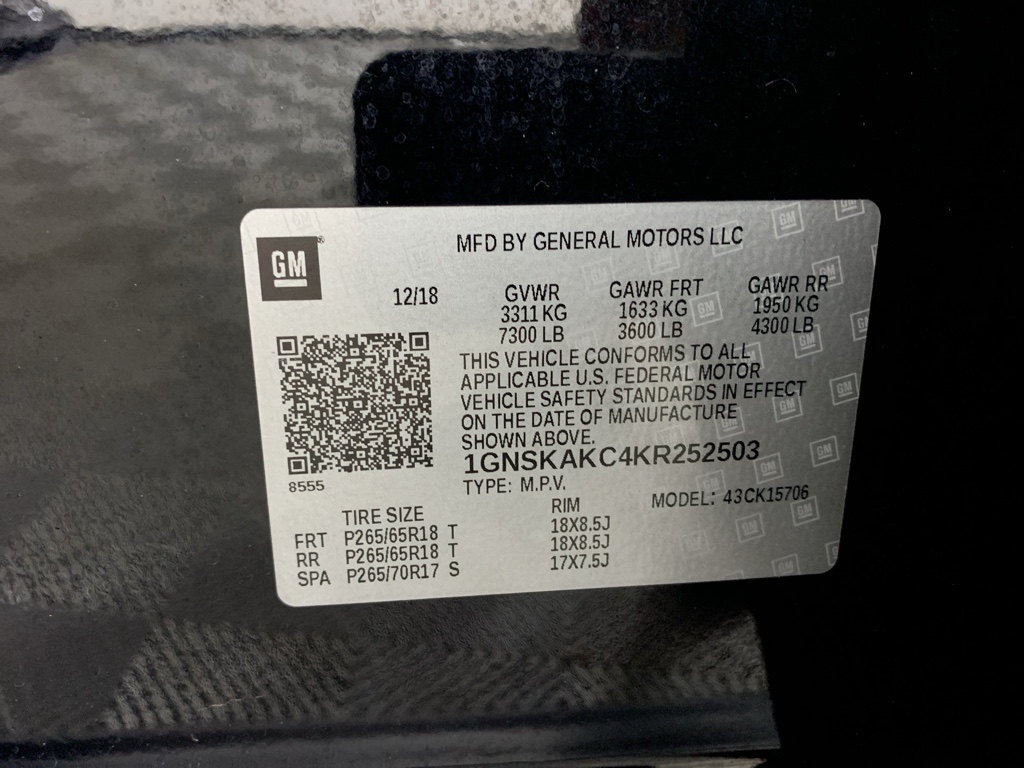 GM
MFD BY GENERAL MOTORS LLC
12/18
GVWR GAWR FRT GAWR RR
3311 KG 1633 KG 1950 KG
7300 LB 3600 LB 4300 LB
THIS VEHICLE CONFORMS TO ALL
APPLICABLE U.S. FEDERAL MOTOR
VEHICLE SAFETY STANDARDS IN EFFECT
ON THE DATE OF MANUFACTURE
SHOWN ABOVE.
1GNSKAKC4KR252503
8555
TYPE: M.P.V. MODEL: 43CK15706
TIRE SIZE RIM
FRT P265/65R18 T 18X8.5J
RR P265/65R18 T 18X8.5J
SPA P265/70R17 S 17X7.5J